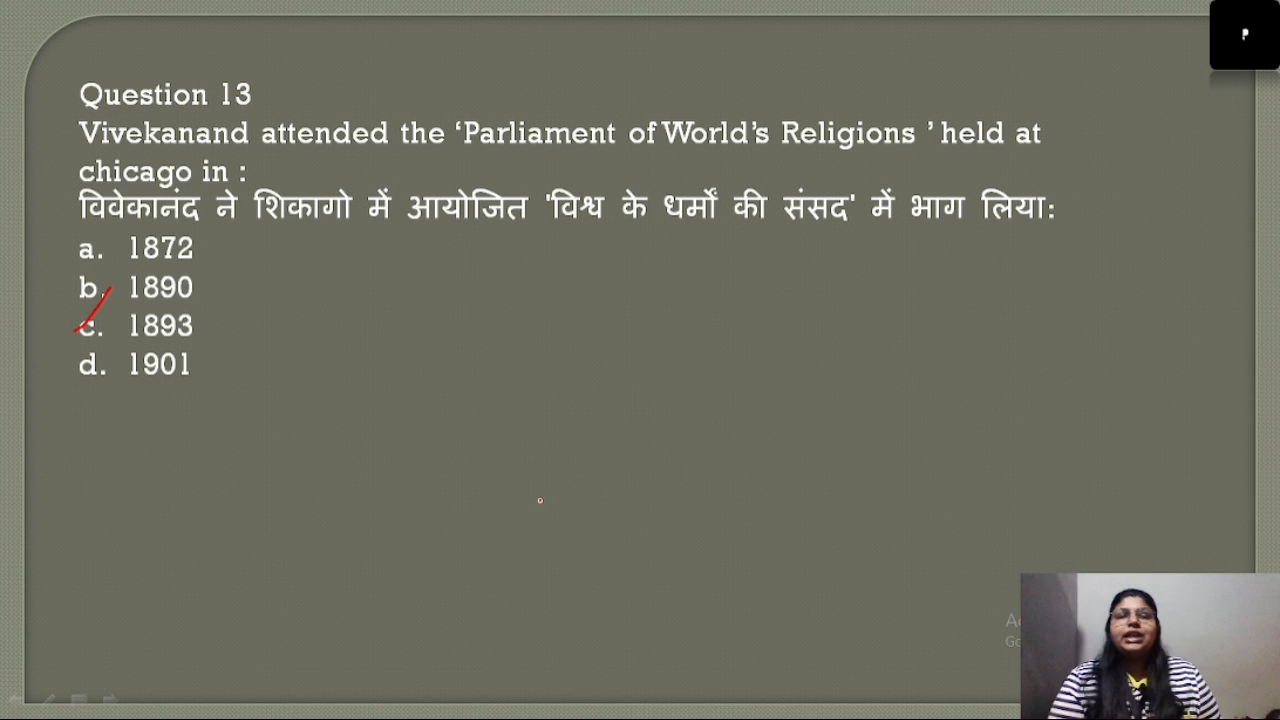 Question 13
Vivekanand attended the ‘Parliament of World’s Religions ’ held at
chicago in :
विवेकानंद ने शिकागो में आयोजित 'विश्व के धर्मों की संसद' में भाग लिया:
a. 1872
b. 1890
c. 1893
d. 1901